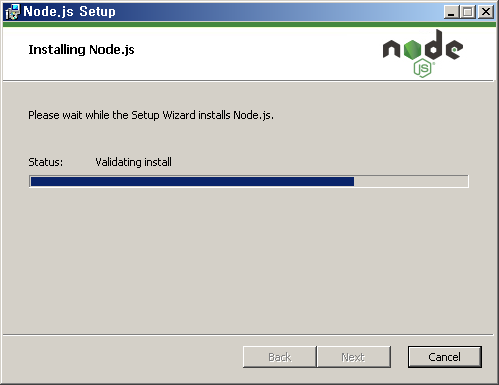 Node.js Setup
Installing Node.js
node
JS
Please wait while the Setup Wizard installs Node.js.
Status: Validating install
Back Next Cancel